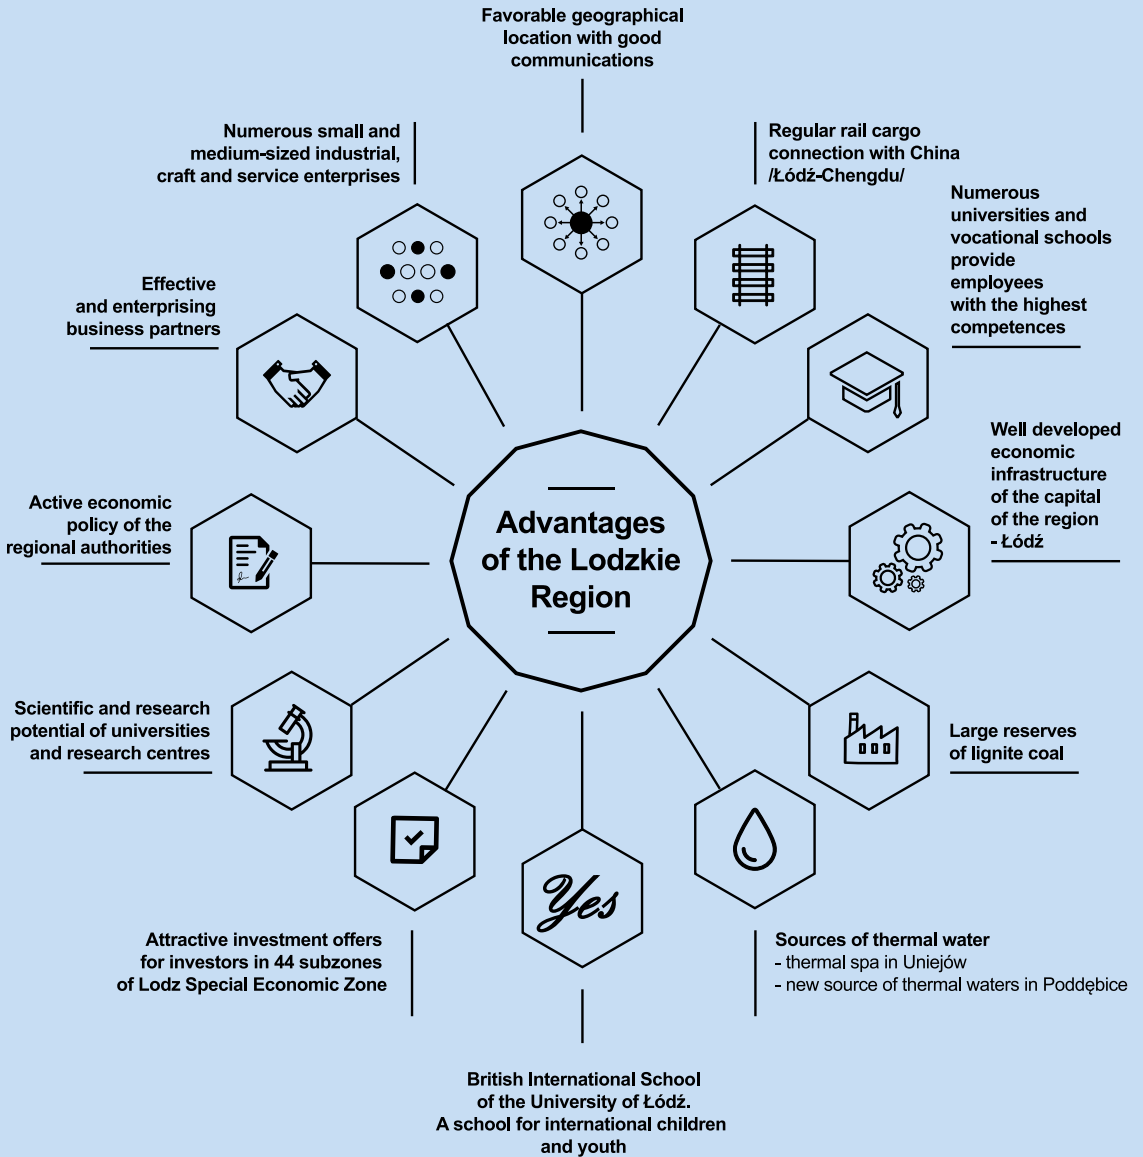 Favorable geographical
location with good
communications
Regular rail cargo
connection with China
/Łódź-Chengdu/
Numerous
universities and
vocational schools
provide
employees
with the highest
competences
Well developed
economic
infrastructure
of the capital
of the region
- Łódź
Large reserves
of lignite coal
Sources of thermal water
- thermal spa in Uniejów
- new source of thermal waters in Poddębice
Yes
British International School
of the University of Łódź.
A school for international children
and youth
Attractive investment offers
for investors in 44 subzones
of Lodz Special Economic Zone
Scientific and research
potential of universities
and research centres
Active economic
policy of the
regional authorities
Effective
and enterprising
business partners
Numerous small and
medium-sized industrial,
craft and service enterprises
Advantages
of the Lodzkie
Region